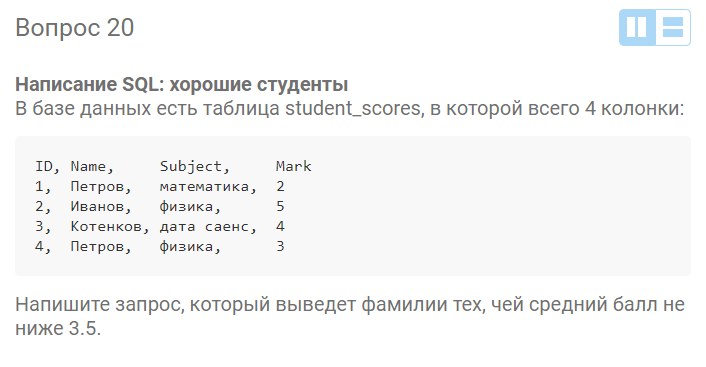 Вопрос 20
Написание SQL: хорошие студенты
В базе данных есть таблица student_scores, в которой всего 4 колонки:
ID, Name, Subject, Mark
1, Петров, математика, 2
2, Иванов, физика, 5
3, Котенков, дата саенс, 4
4, Петров, физика, 3
Напишите запрос, который выведет фамилии тех, чей средний балл не
ниже 3.5.